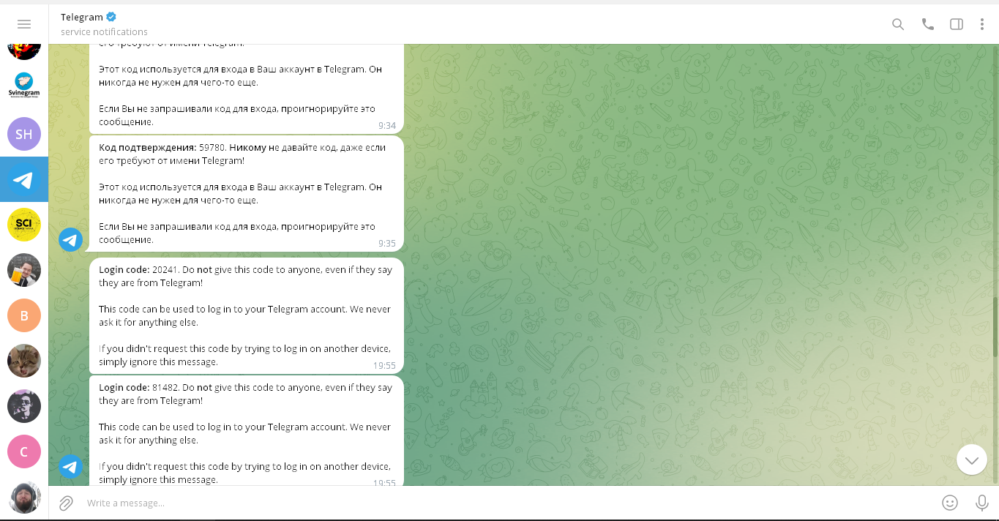 Telegram
service notifications
его требуют от имени Telegram!
Этот код используется для входа в Ваш аккаунт в Telegram. Он
никогда не нужен для чего-то еще.
Если Вы не запрашивали код для входа, проигнорируйте это
сообщение.
9:34
Код подтверждения: 59780. Никому не давайте код, даже если
его требуют от имени Telegram!
Этот код используется для входа в Ваш аккаунт в Telegram. Он
никогда не нужен для чего-то еще.
Если Вы не запрашивали код для входа, проигнорируйте это
сообщение.
9:35
Login code: 20241. Do not give this code to anyone, even if they say
they are from Telegram!
This code can be used to log in to your Telegram account. We never
ask it for anything else.
If you didn't request this code by trying to log in on another device,
simply ignore this message.
19:55
Login code: 81482. Do not give this code to anyone, even if they say
they are from Telegram!
This code can be used to log in to your Telegram account. We never
ask it for anything else.
If you didn't request this code by trying to log in on another device,
simply ignore this message.
19:55
Write a message...
Svinegram
SH
SCI
B
C